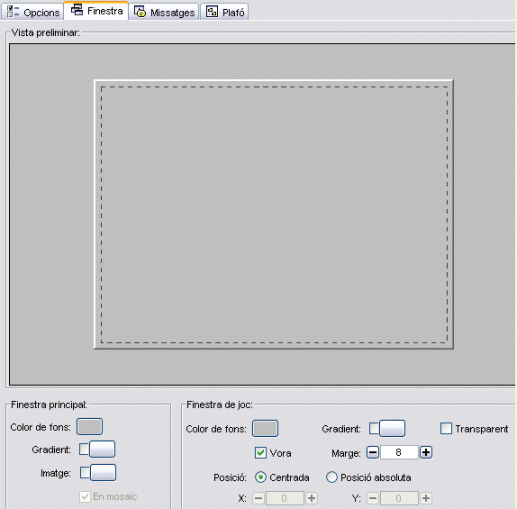 Opcions Finestra Missatges Plafó
Vista preliminar:
Finestra principal:
Color de fons:
Gradient:
Imatge:
En mosaic
Finestra de joc:
Color de fons: Gradient: Transparent
Vora Marge: 8
Posició: Centrada Posició absoluta
X: 0 Y: 0